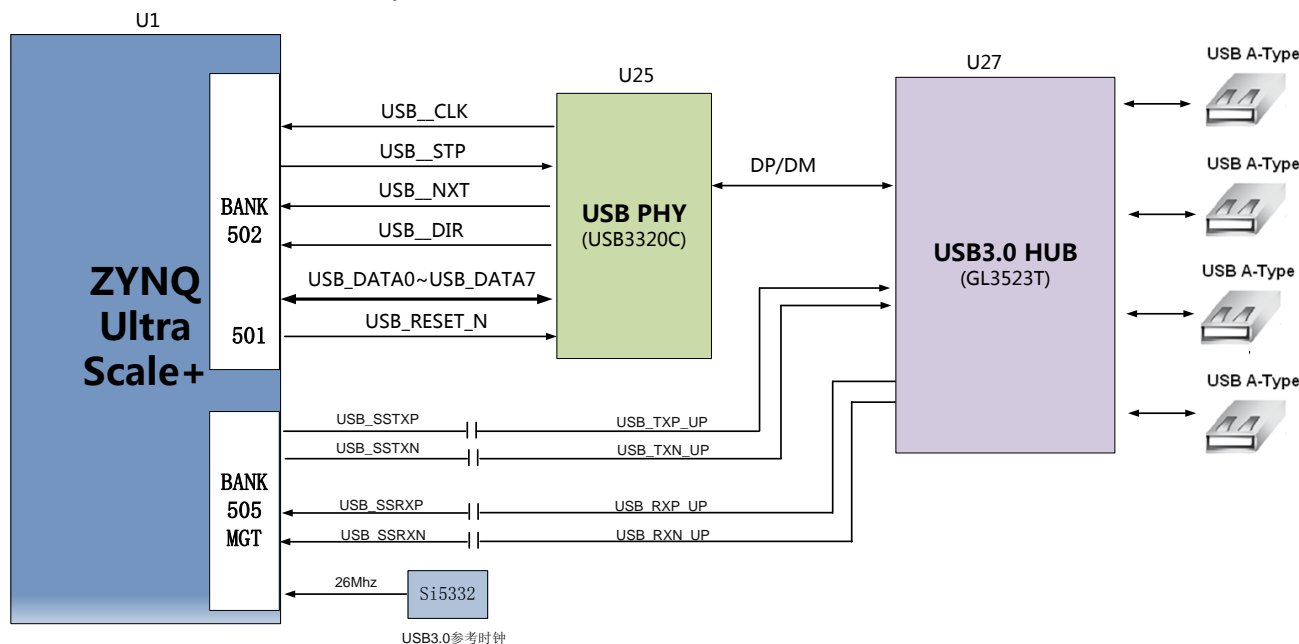 U1
U25
U27
USB A-Type
USB__CLK
USB__STP
USB__NXT
USB__DIR
USB_DATA0~USB_DATA7
USB_RESET_N
BANK
502
501
ZYNQ
Ultra
Scale+
USB PHY
(USB3320C)
DP/DM
USB3.0 HUB
(GL3523T)
USB A-Type
USB A-Type
USB A-Type
USB_SSTXP
USB_TXP_UP
USB_SSTXN
USB_TXN_UP
BANK
505
MGT
USB_SSRXP
USB_RXP_UP
USB_SSRXN
USB_RXN_UP
26Mhz
Si5332
USB3.0参考时钟